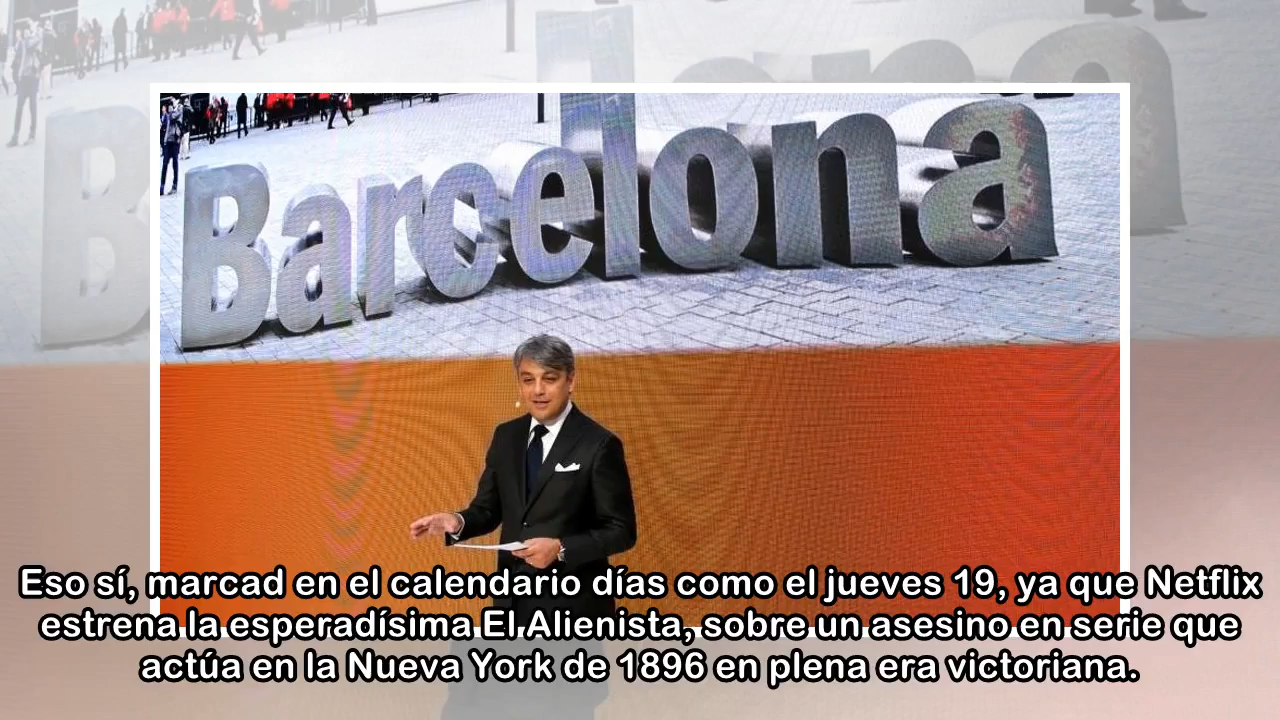 Barcelona
Eso sí, marcad en el calendario días como el jueves 19, ya que Netflix
estrena la esperadísima El Alienista, sobre un asesino en serie que
actúa en la Nueva York de 1896 en plena era victoriana.